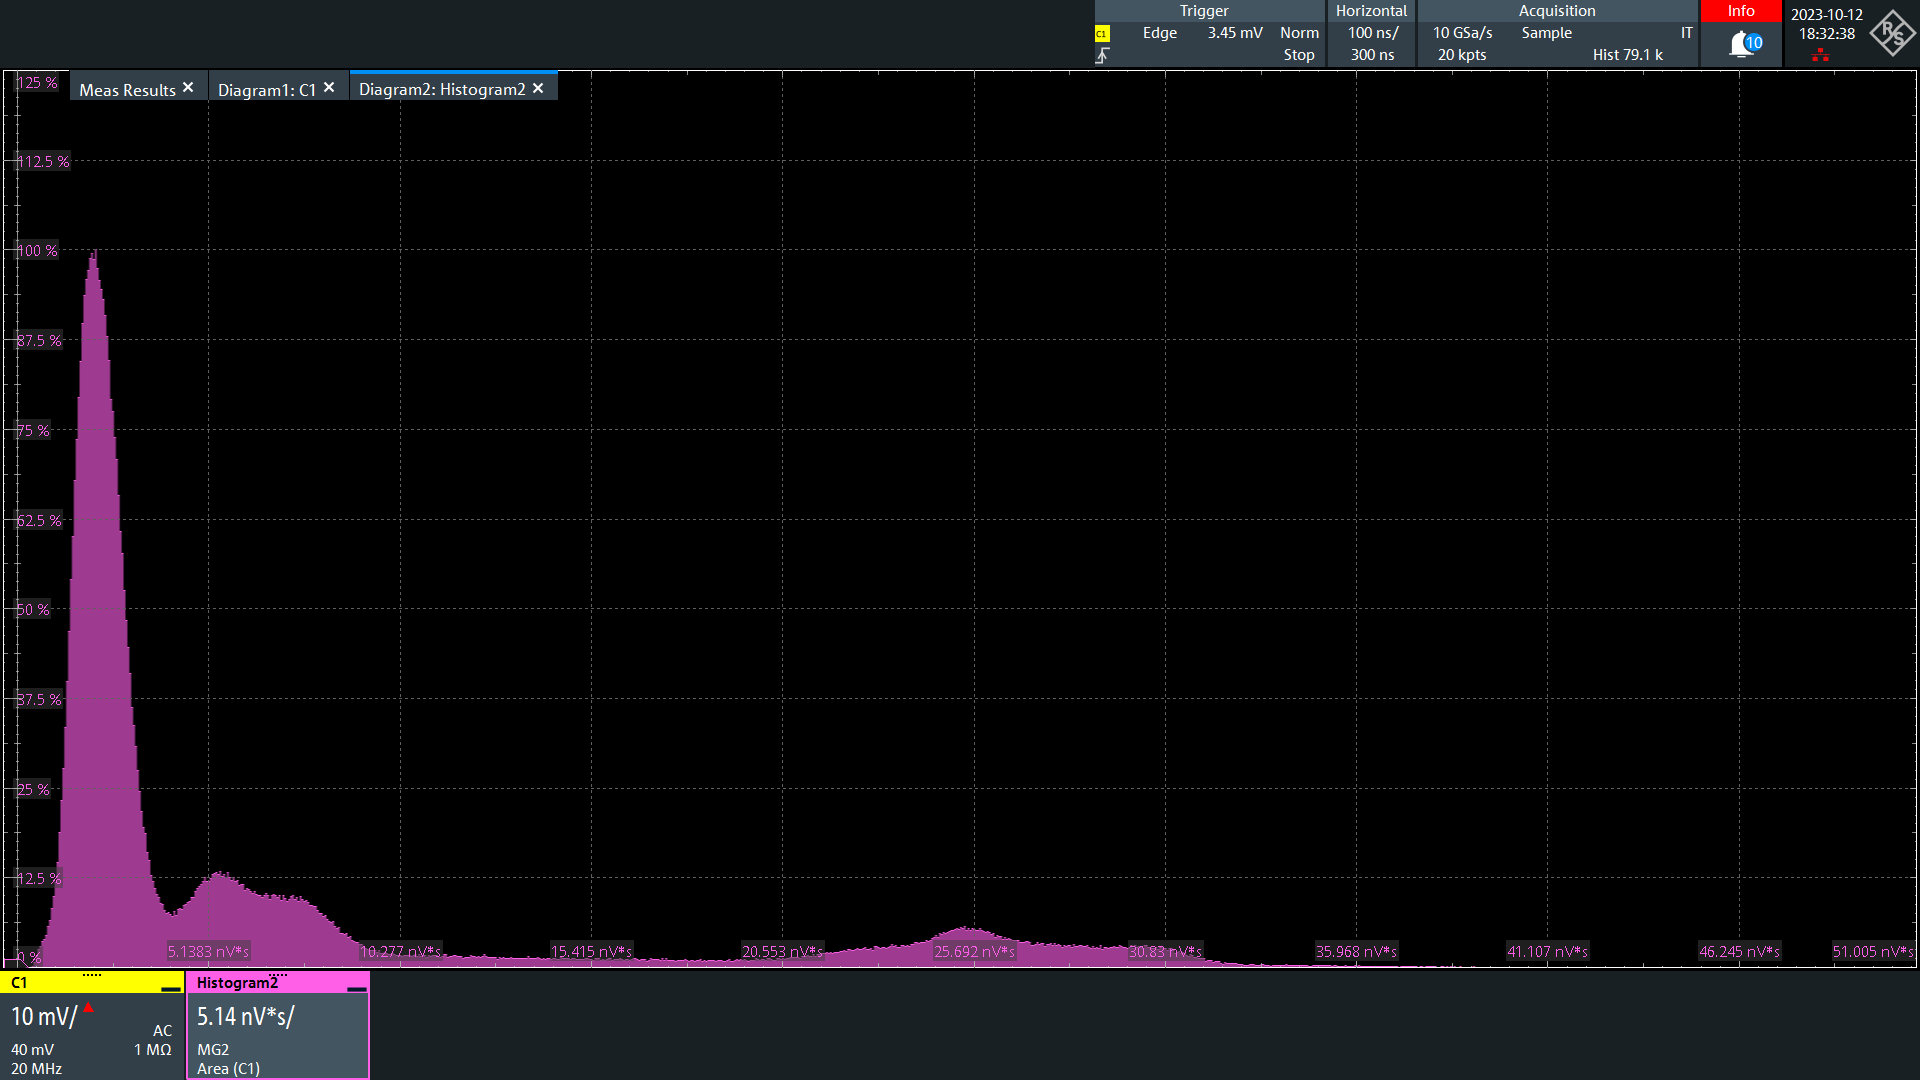 Trigger
C1
Edge 3.45 mV Norm
Stop
Horizontal
100 ns/
300 ns
Acquisition
10 GSa/s Sample IT
20 kpts Hist 79.1 k
Info
10
2023-10-12
18:32:38
R S
Meas Results ✕
Diagram1: C1 ✕
Diagram2: Histogram2 ✕
125 %
112.5 %
100 %
87.5 %
75 %
62.5 %
50 %
37.5 %
25 %
12.5 %
0 %
5.1383 nV*s
10.277 nV*s
15.415 nV*s
20.553 nV*s
25.692 nV*s
30.83 nV*s
35.968 nV*s
41.107 nV*s
46.245 nV*s
51.005 nV*s
C1
10 mV/
AC
40 mV 1 MΩ
20 MHz
Histogram2
5.14 nV*s/
MG2
Area (C1)